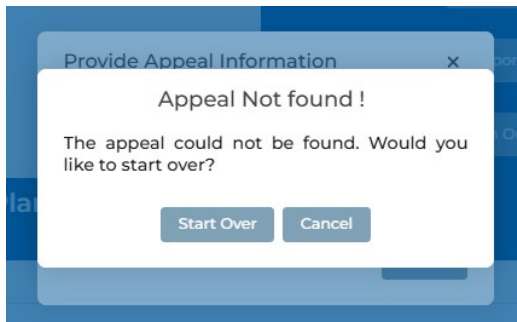 Provide Appeal Information ×
Appeal Not found !
The appeal could not be found. Would you
like to start over?
Start Over Cancel